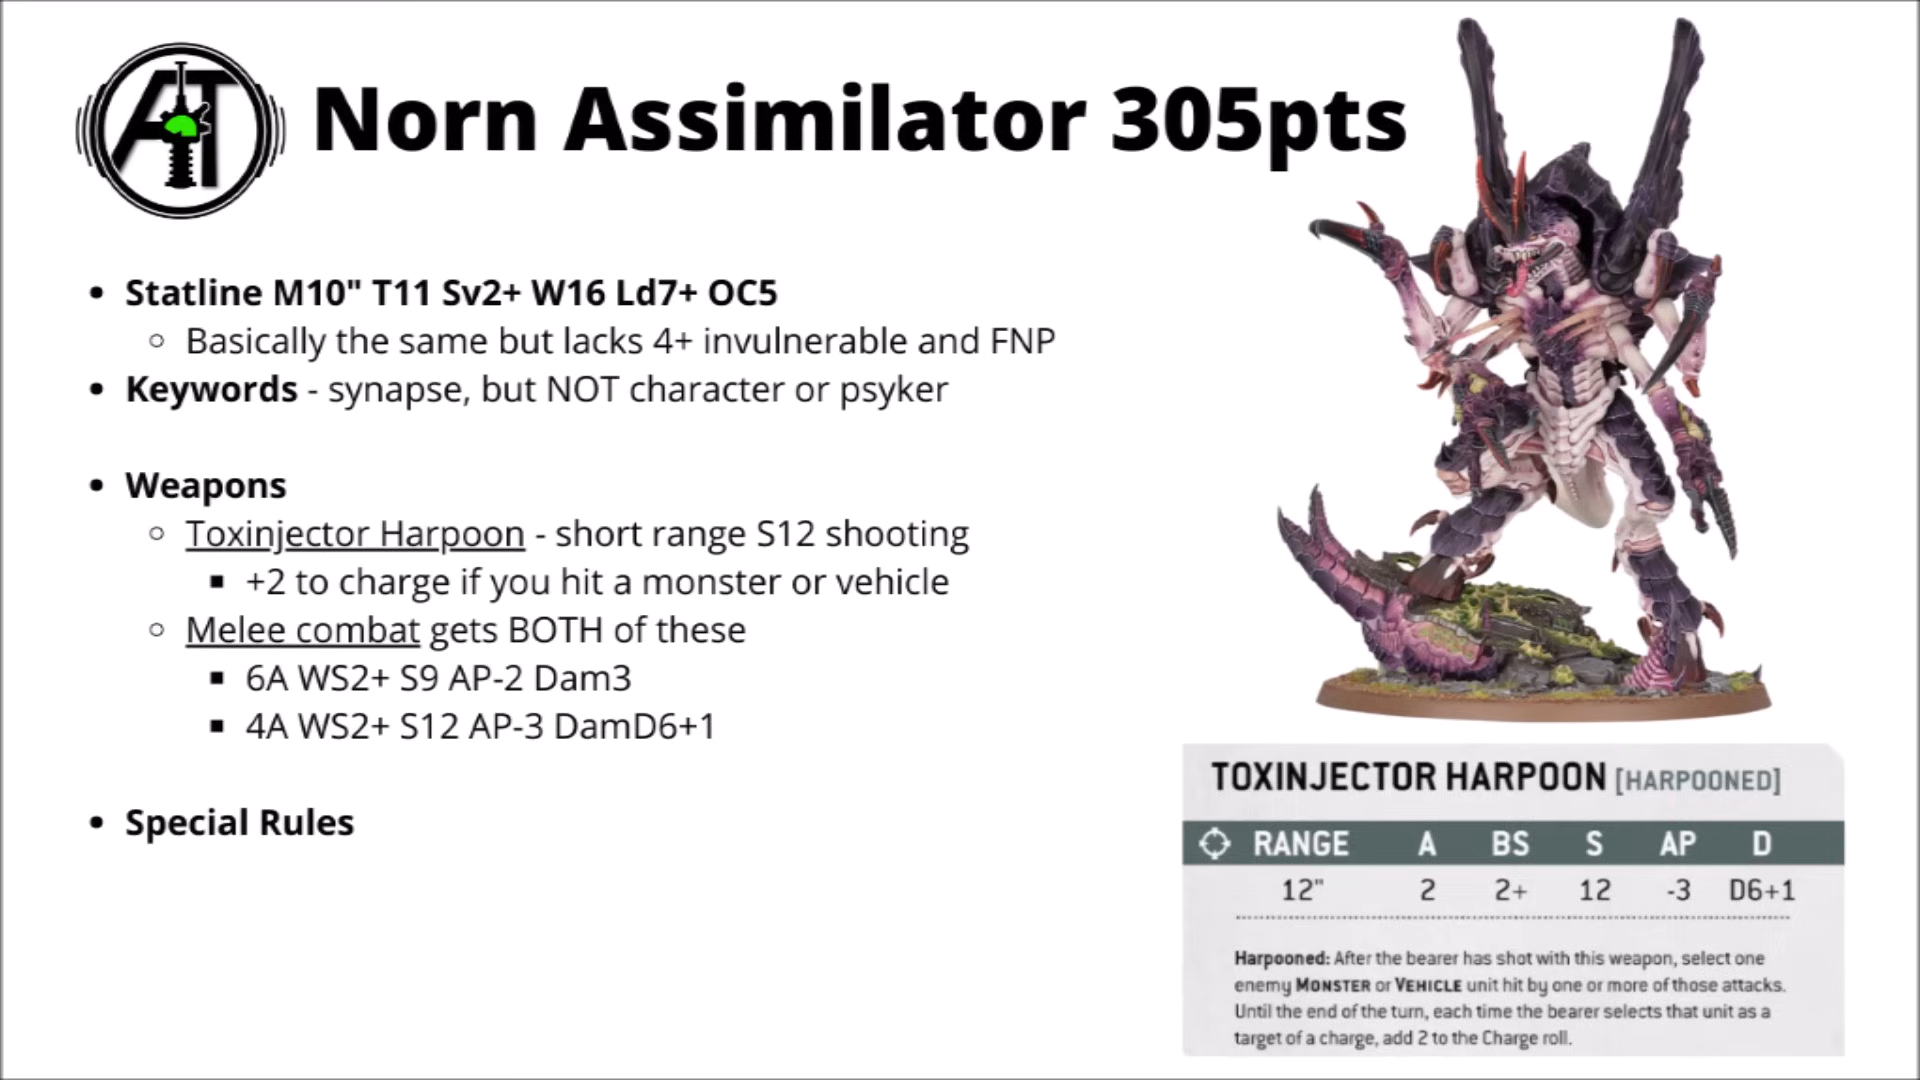 AT
Norn Assimilator 305pts
• Statline M10" T11 Sv2+ W16 Ld7+ OC5
◦ Basically the same but lacks 4+ invulnerable and FNP
• Keywords - synapse, but NOT character or psyker
• Weapons
◦ Toxinjector Harpoon - short range S12 shooting
▪ +2 to charge if you hit a monster or vehicle
◦ Melee combat gets BOTH of these
▪ 6A WS2+ S9 AP-2 Dam3
▪ 4A WS2+ S12 AP-3 DamD6+1
• Special Rules
TOXINJECTOR HARPOON [HARPOONED]
RANGE A BS S AP D
12" 2 2+ 12 -3 D6+1
Harpooned: After the bearer has shot with this weapon, select one
enemy MONSTER or VEHICLE unit hit by one or more of those attacks.
Until the end of the turn, each time the bearer selects that unit as a
target of a charge, add 2 to the Charge roll.